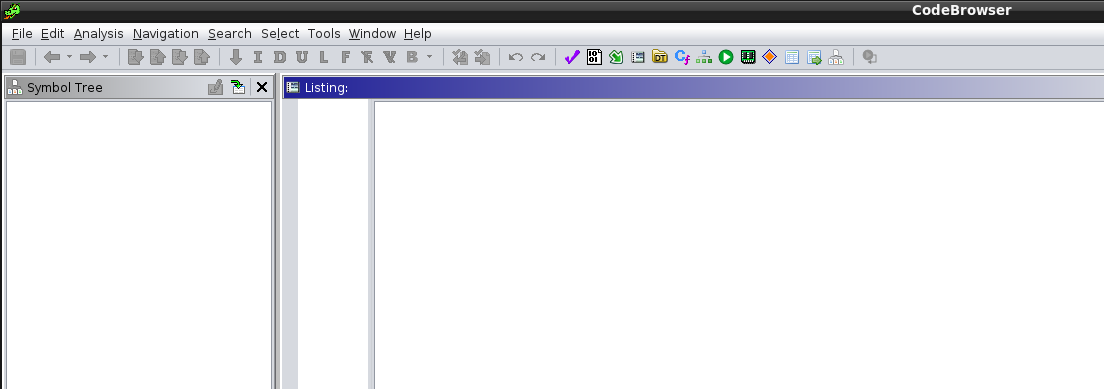 CodeBrowser
File Edit Analysis Navigation Search Select Tools Window Help
I D U L F F V B
Symbol Tree
Listing: